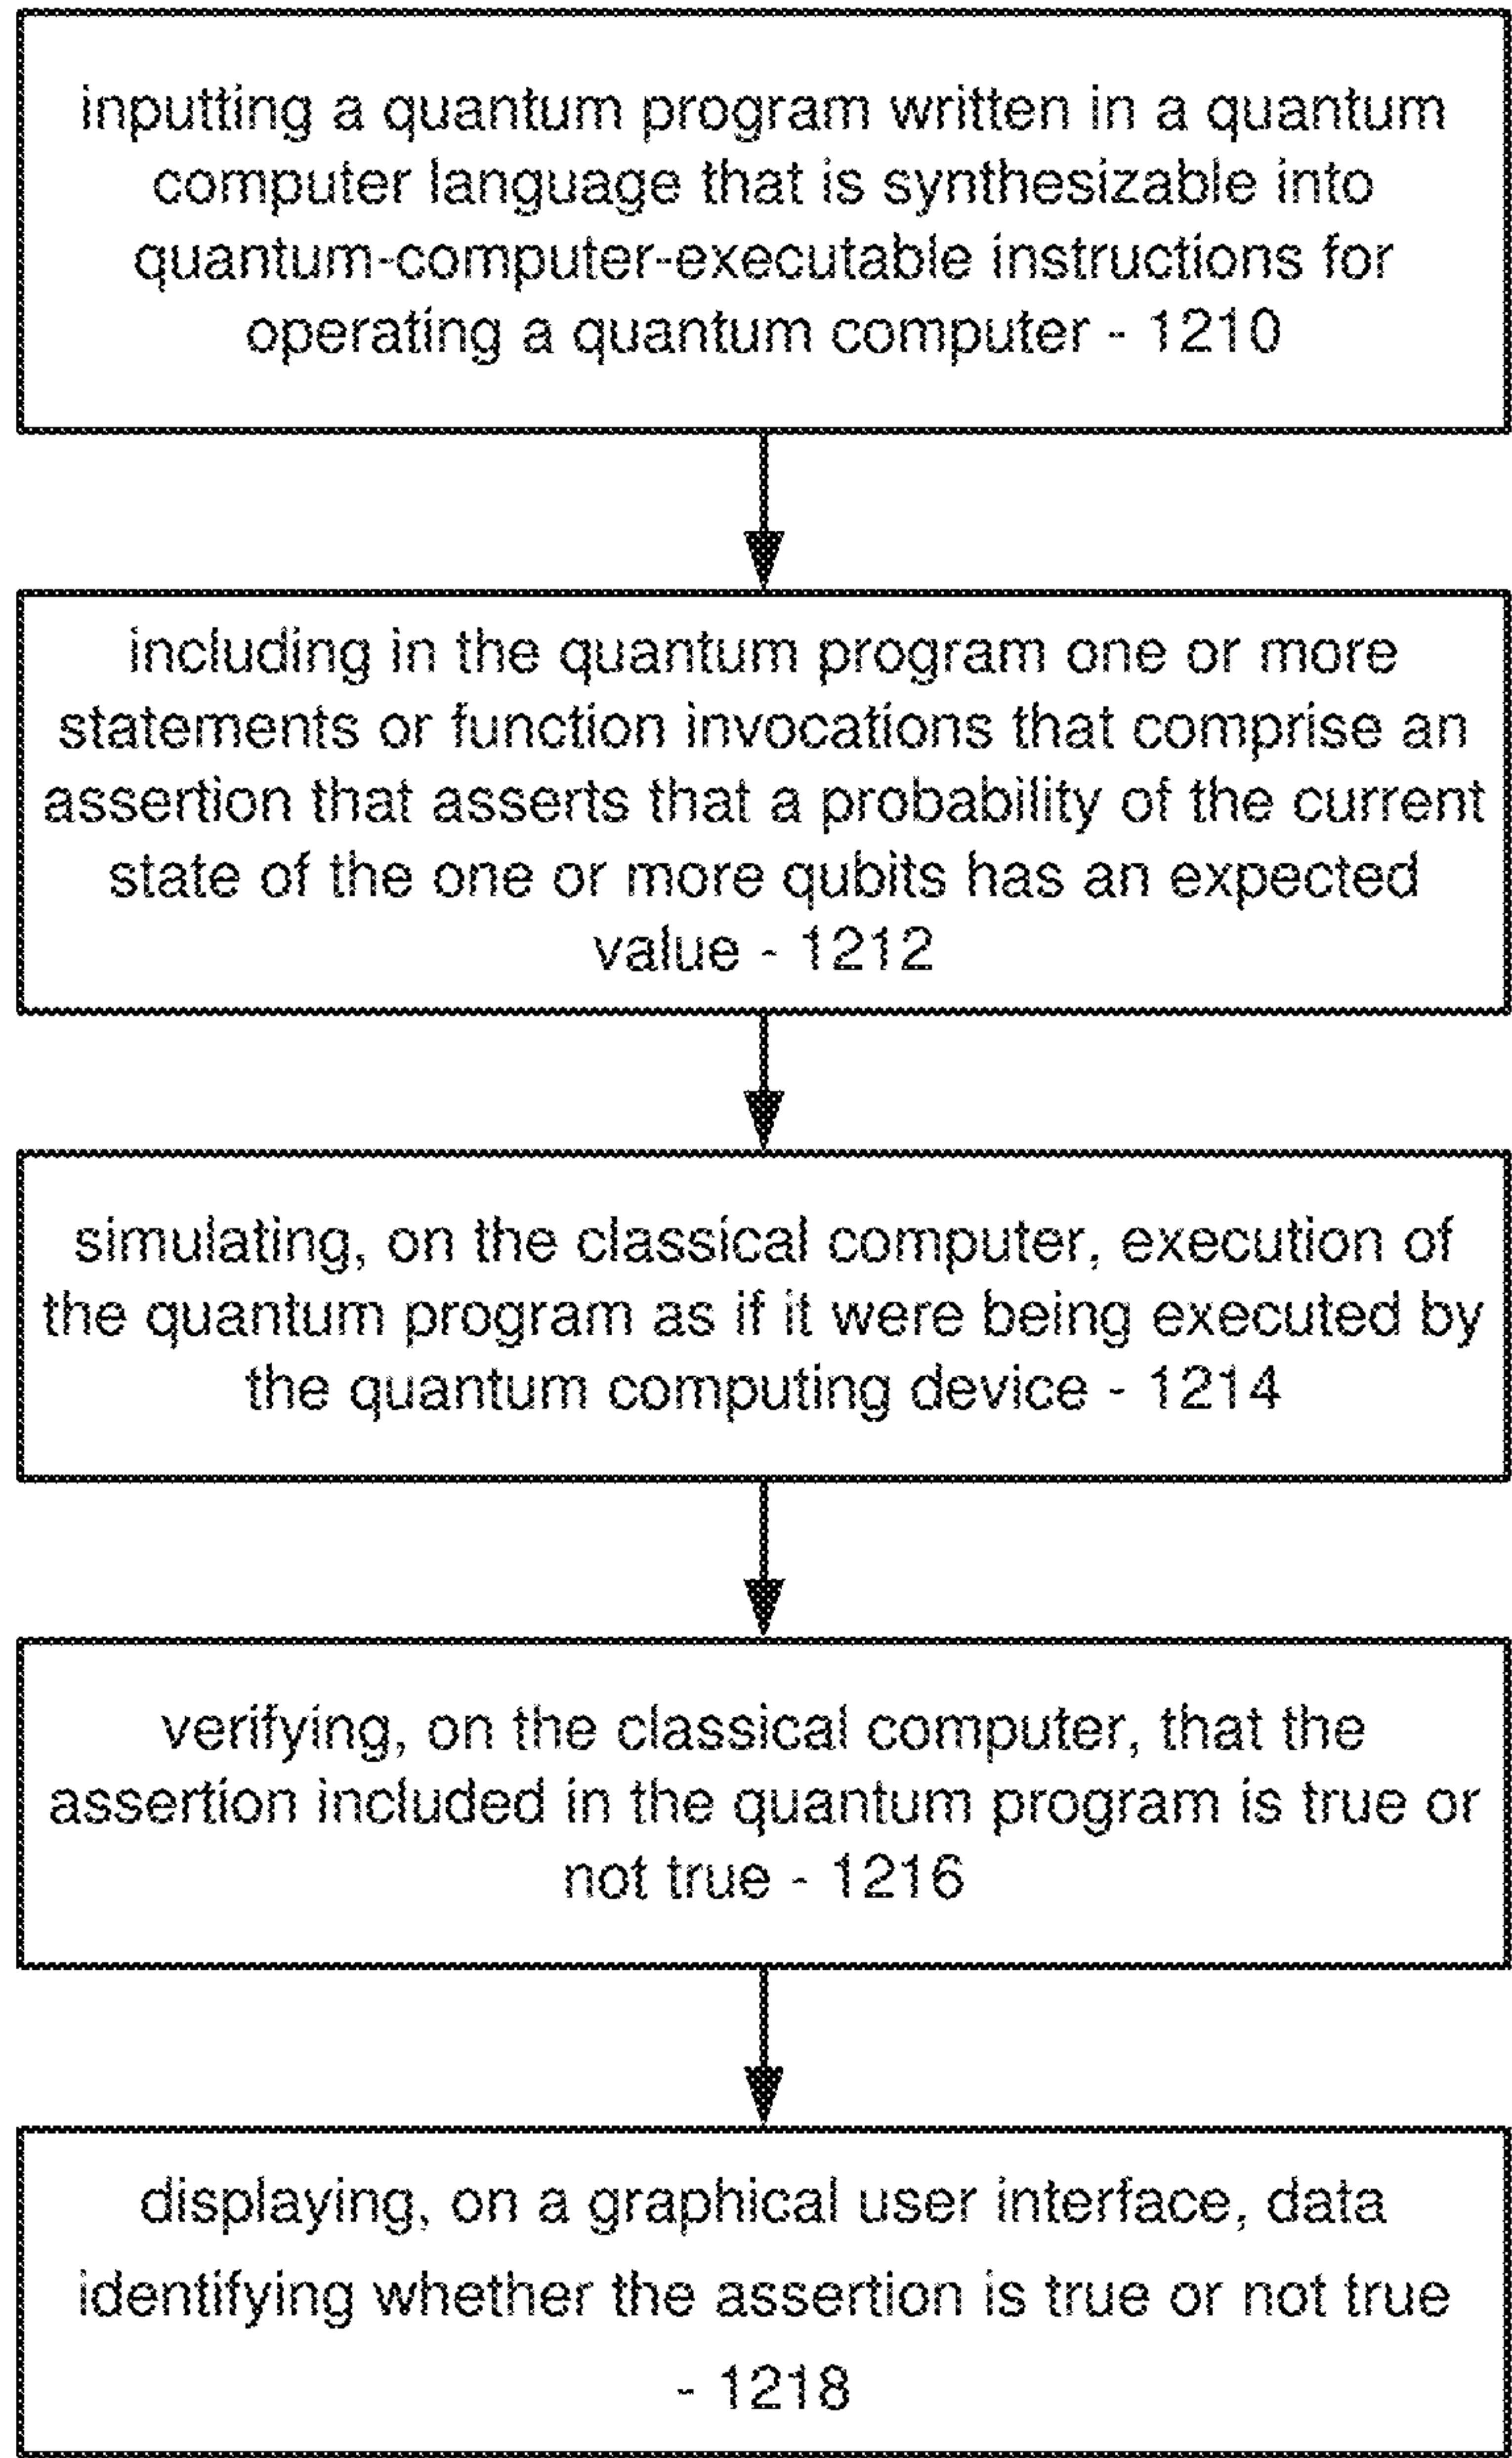 inputting a quantum program written in a quantum
computer language that is synthesizable into
quantum-computer-executable instructions for
operating a quantum computer - 1210
including in the quantum program one or more
statements or function invocations that comprise an
assertion that asserts that a probability of the current
state of the one or more qubits has an expected
value - 1212
simulating, on the classical computer, execution of
the quantum program as if it were being executed by
the quantum computing device - 1214
verifying, on the classical computer, that the
assertion included in the quantum program is true or
not true - 1216
displaying, on a graphical user interface, data
identifying whether the assertion is true or not true
- 1218